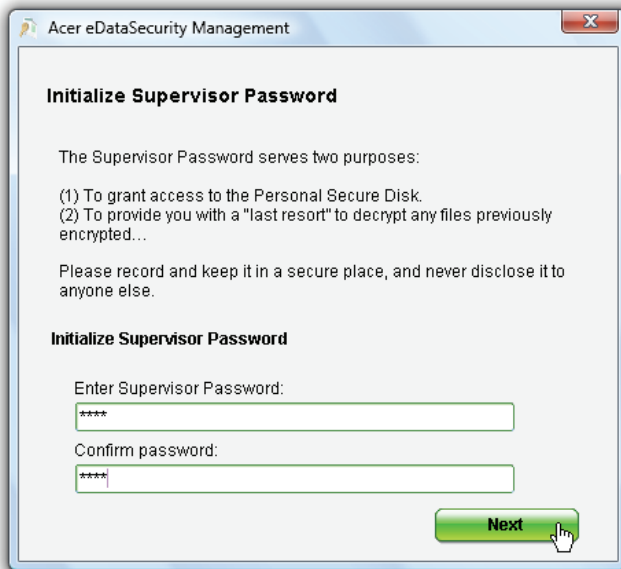 Acer eDataSecurity Management
Initialize Supervisor Password
The Supervisor Password serves two purposes:
(1) To grant access to the Personal Secure Disk.
(2) To provide you with a "last resort" to decrypt any files previously
encrypted...
Please record and keep it in a secure place, and never disclose it to
anyone else.
Initialize Supervisor Password
Enter Supervisor Password:
****
Confirm password:
****
Next